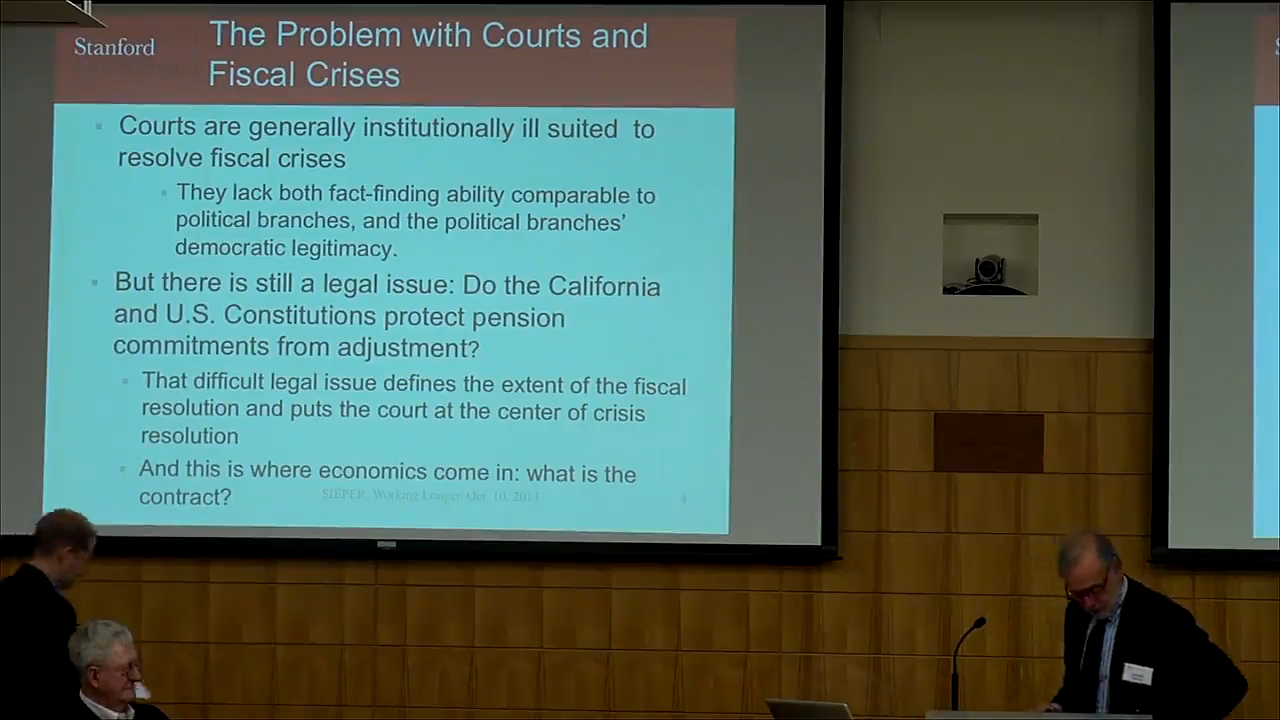 Stanford
The Problem with Courts and
Fiscal Crises
Courts are generally institutionally ill suited to
resolve fiscal crises
They lack both fact-finding ability comparable to
political branches, and the political branches’
democratic legitimacy.
But there is still a legal issue: Do the California
and U.S. Constitutions protect pension
commitments from adjustment?
That difficult legal issue defines the extent of the fiscal
resolution and puts the court at the center of crisis
resolution
And this is where economics come in: what is the
contract?
SIEPER, Working Longer, Oct. 10, 4